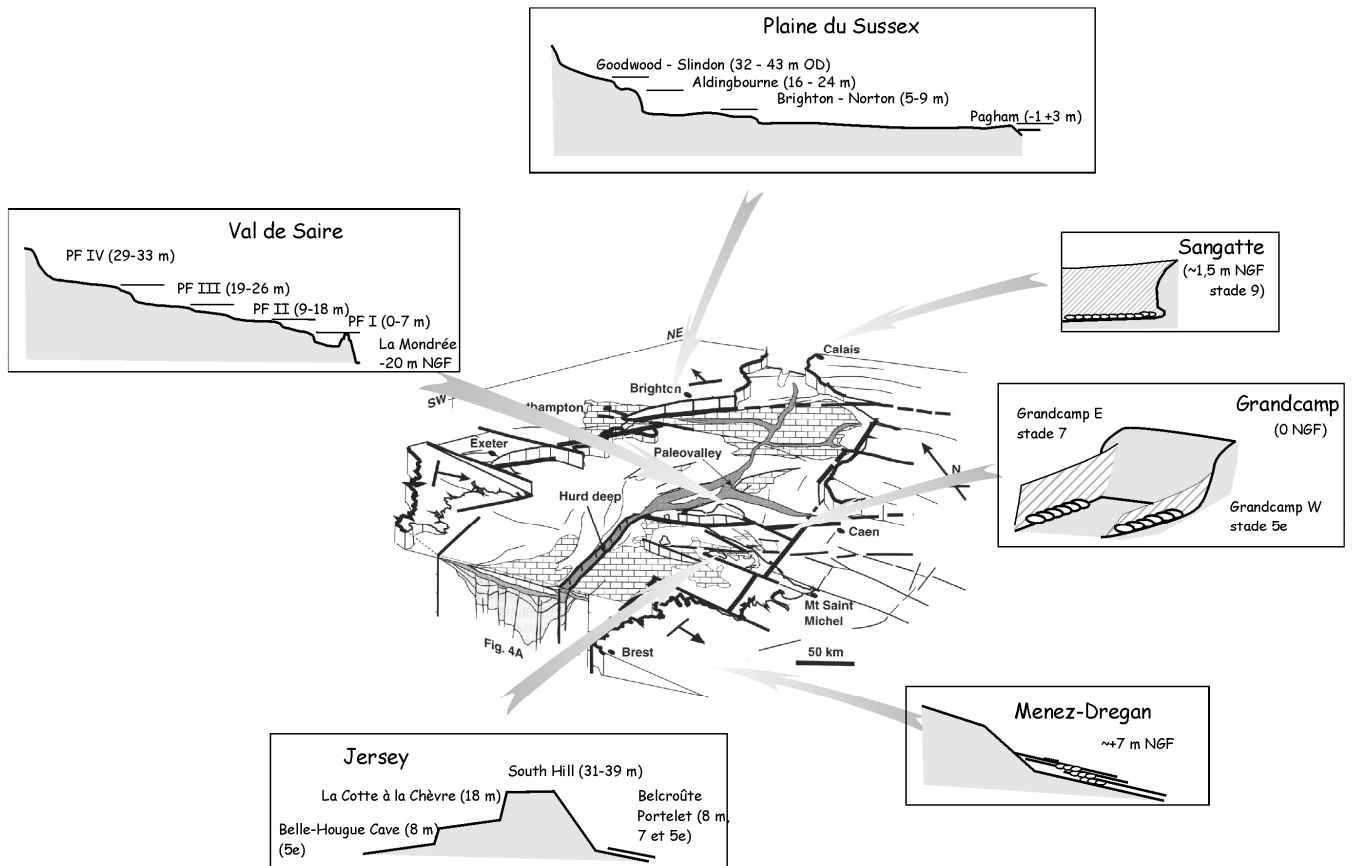 Plaine du Sussex
Goodwood - Slindon (32 - 43 m OD)
Aldingbourne (16 - 24 m)
Brighton - Norton (5-9 m)
Pagham (-1 +3 m)
Val de Saire
PF IV (29-33 m)
PF III (19-26 m)
PF II (9-18 m)
PF I (0-7 m)
La Mondrée
-20 m NGF
Sangatte
(~1,5 m NGF
stade 9)
Grandcamp
(0 NGF)
Grandcamp E
stade 7
Grandcamp W
stade 5e
NE
SW
Calais
Brighton
thampton
Exeter
Paleovalley
Hurd deep
N
Caen
Mt Saint
Michel
Fig. 4A
Brest
50 km
Menez-Dregan
~+7 m NGF
Jersey
South Hill (31-39 m)
La Cotte à la Chèvre (18 m)
Belle-Hougue Cave (8 m)
(5e)
Belcroûte
Portelet (8 m,
7 et 5e)